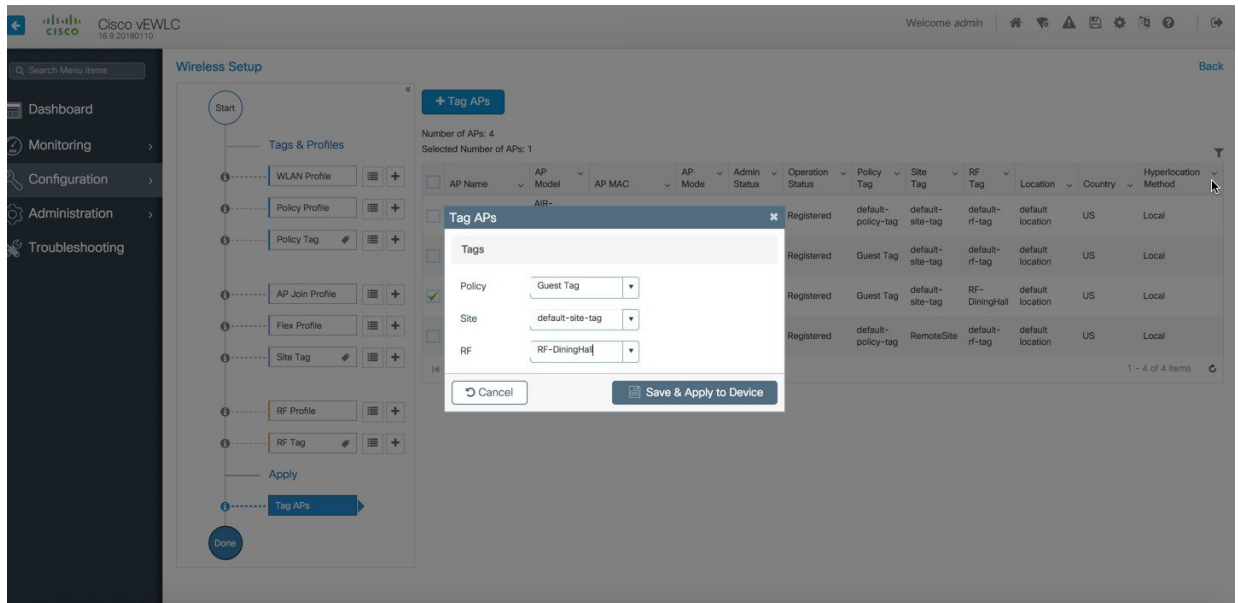 CISCO
Cisco vEWLC
16.9.20180110
Welcome admin
Search Menu Items
Dashboard
Monitoring
Configuration
Administration
Troubleshooting
Wireless Setup
Back
Start
Tags & Profiles
WLAN Profile
Policy Profile
Policy Tag
AP Join Profile
Flex Profile
Site Tag
RF Profile
RF Tag
Apply
Tag APs
Done
+ Tag APs
Number of APs: 4
Selected Number of APs: 1
AP Name AP Model AP MAC AP Mode Admin Status Operation Status Policy Tag Site Tag RF Tag Location Country Hyperlocation Method
AIR-
Registered default-policy-tag default-site-tag default-rf-tag default location US Local
Registered Guest Tag default-site-tag default-rf-tag default location US Local
Registered Guest Tag default-site-tag RF-DiningHall default location US Local
Registered default-policy-tag RemoteSite default-rf-tag default location US Local
1 - 4 of 4 items
Tag APs
Tags
Policy Guest Tag
Site default-site-tag
RF RF-DiningHall
Cancel
Save & Apply to Device